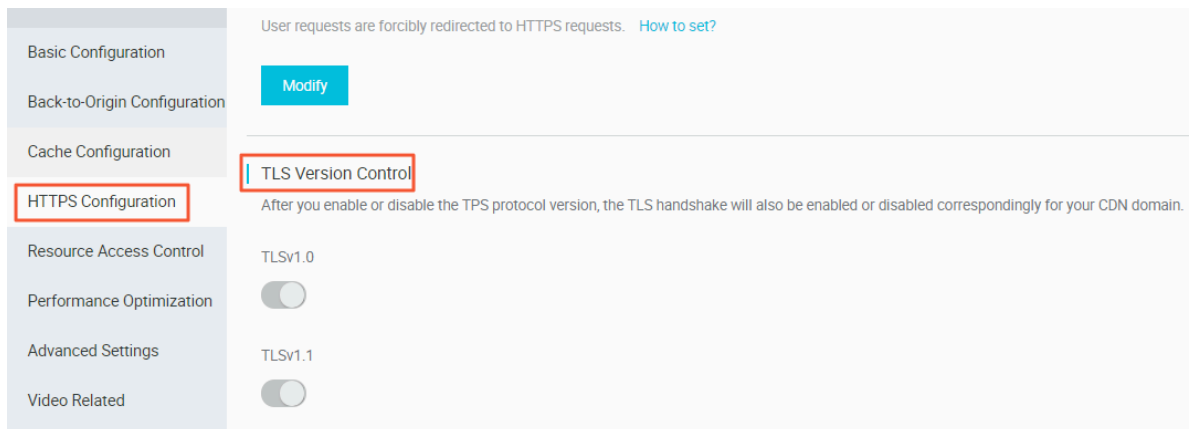 User requests are forcibly redirected to HTTPS requests. How to set?
Basic Configuration
Modify
Back-to-Origin Configuration
Cache Configuration
TLS Version Control
HTTPS Configuration
After you enable or disable the TPS protocol version, the TLS handshake will also be enabled or disabled correspondingly for your CDN domain.
Resource Access Control
TLSv1.0
Performance Optimization
Advanced Settings
TLSv1.1
Video Related